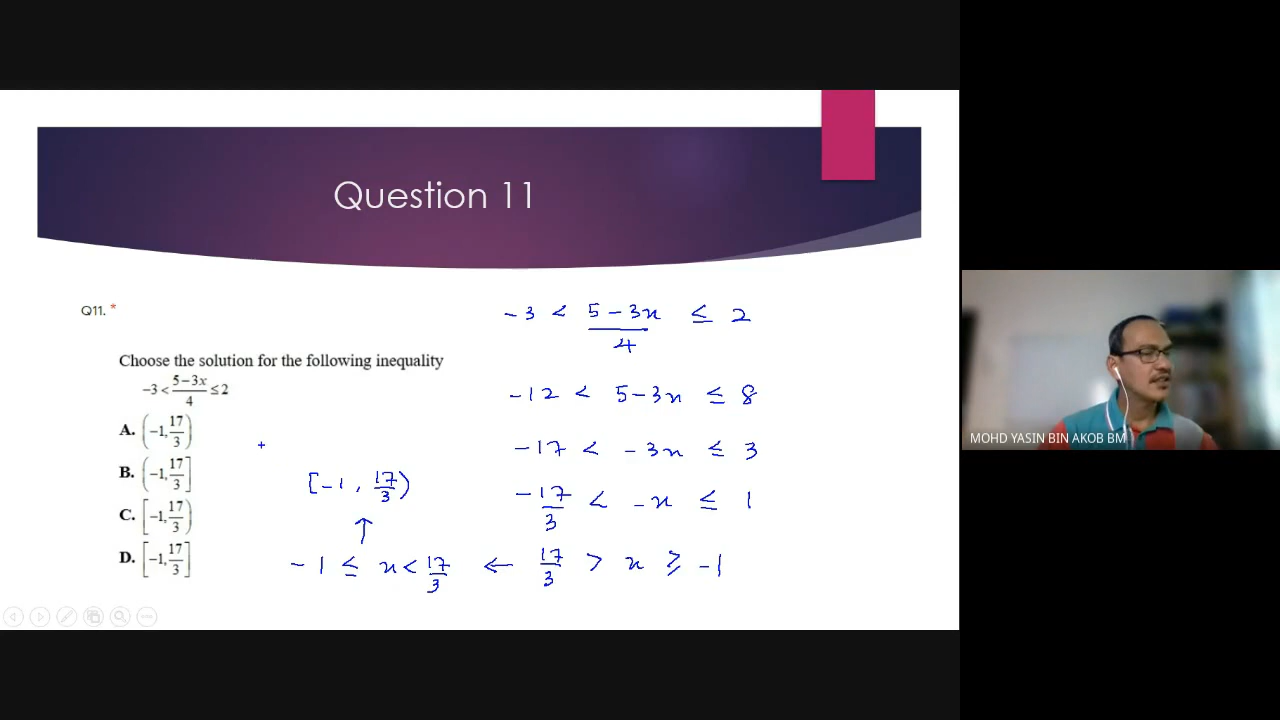 Question 11
Q11. *
Choose the solution for the following inequality
-3 < (5-3x)/4 ≤ 2
A. (-1, 17/3)
B. (-1, 17/3]
C. [-1, 17/3)
D. [-1, 17/3]
-3 < (5-3x)/4 ≤ 2
-12 < 5-3x ≤ 8
-17 < -3x ≤ 3
-17/3 < -x ≤ 1
17/3 > x ≥ -1
← 
-1 ≤ x < 17/3
↑
[-1, 17/3)
MOHD YASIN BIN AKOB BM